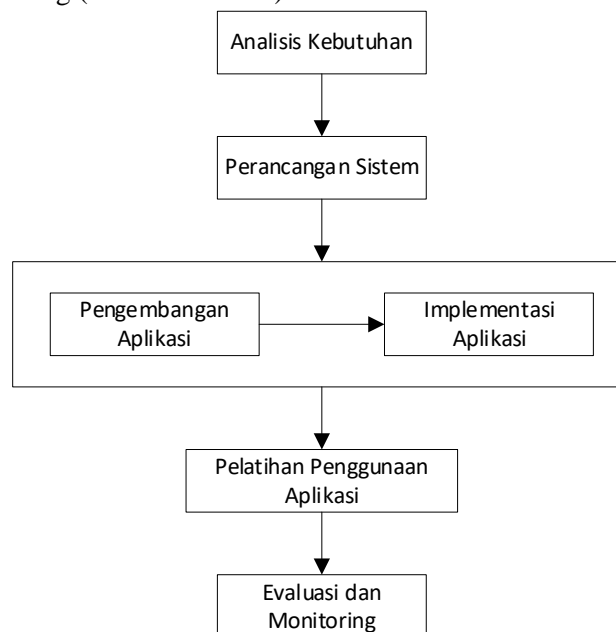 Analisis Kebutuhan
Perancangan Sistem
Pengembangan
Aplikasi
Implementasi
Aplikasi
Pelatihan Penggunaan
Aplikasi
Evaluasi dan
Monitoring